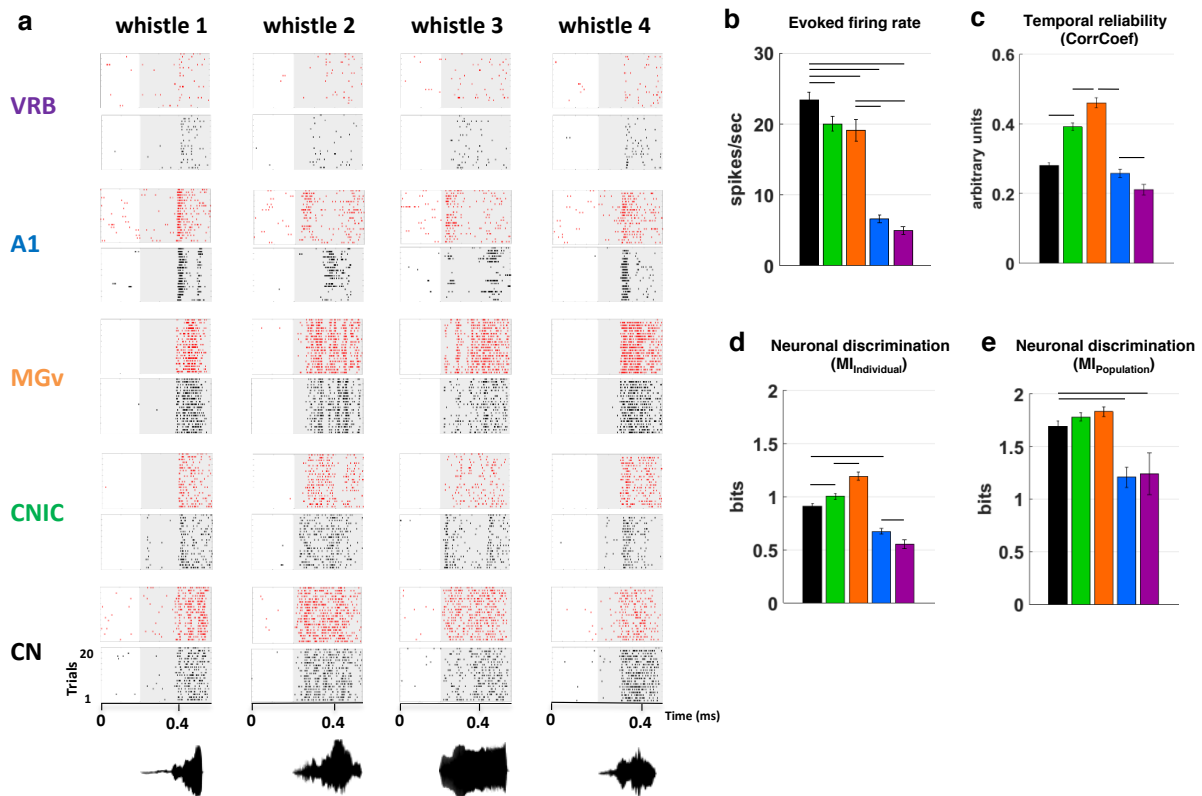 a
whistle 1
whistle 2
whistle 3
whistle 4
VRB
A1
MGv
CNIC
CN
Trials
20
1
0
0.4
0
0.4
0
0.4
0
0.4
Time (ms)
b
Evoked firing rate
spikes/sec
30
20
10
0
c
Temporal reliability
(CorrCoef)
arbitrary units
0.6
0.4
0.2
0
d
Neuronal discrimination
(MIIndividual)
bits
2
1.5
1
0.5
0
e
Neuronal discrimination
(MIPopulation)
bits
2
1.5
1
0.5
0